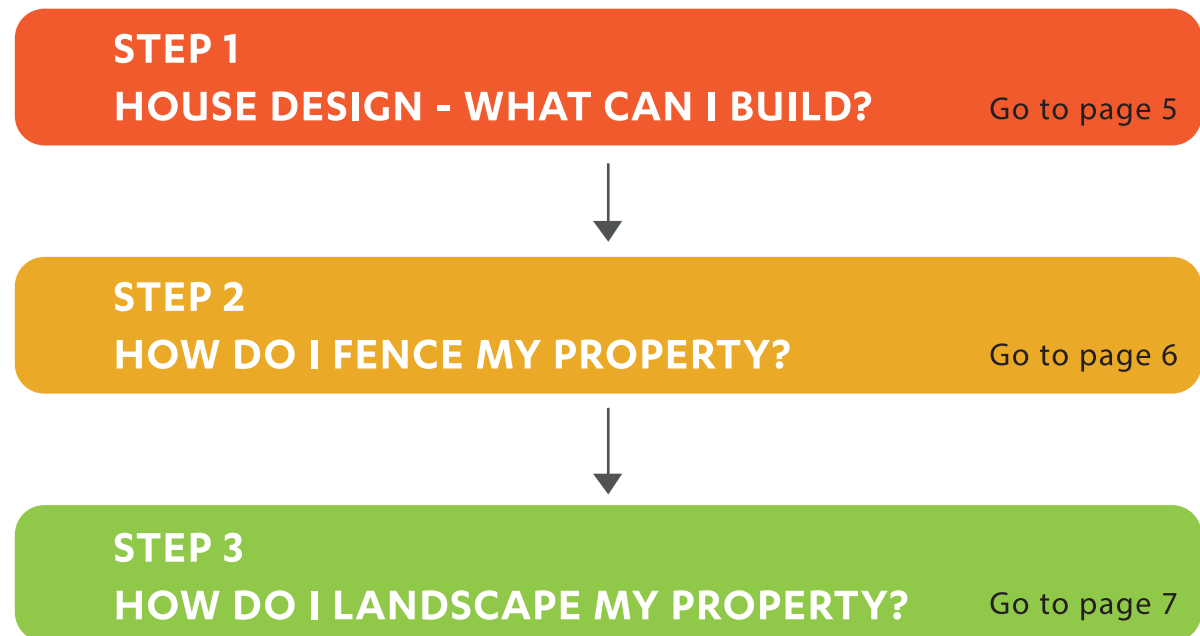 STEP 1
HOUSE DESIGN - WHAT CAN I BUILD? Go to page 5
STEP 2
HOW DO I FENCE MY PROPERTY? Go to page 6
STEP 3
HOW DO I LANDSCAPE MY PROPERTY? Go to page 7